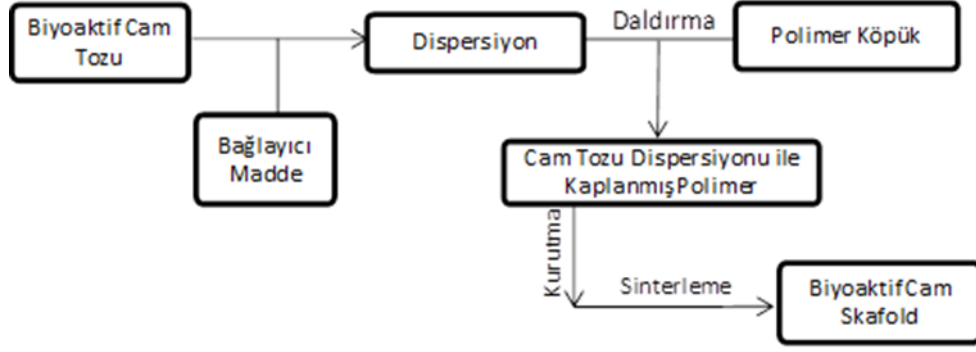 Biyoaktif Cam
Tozu
Dispersiyon
Daldırma
Polimer Köpük
Bağlayıcı
Madde
Cam Tozu Dispersiyonu ile
Kaplanmış Polimer
Kurutma
Sinterleme
Biyoaktif Cam
Skafold